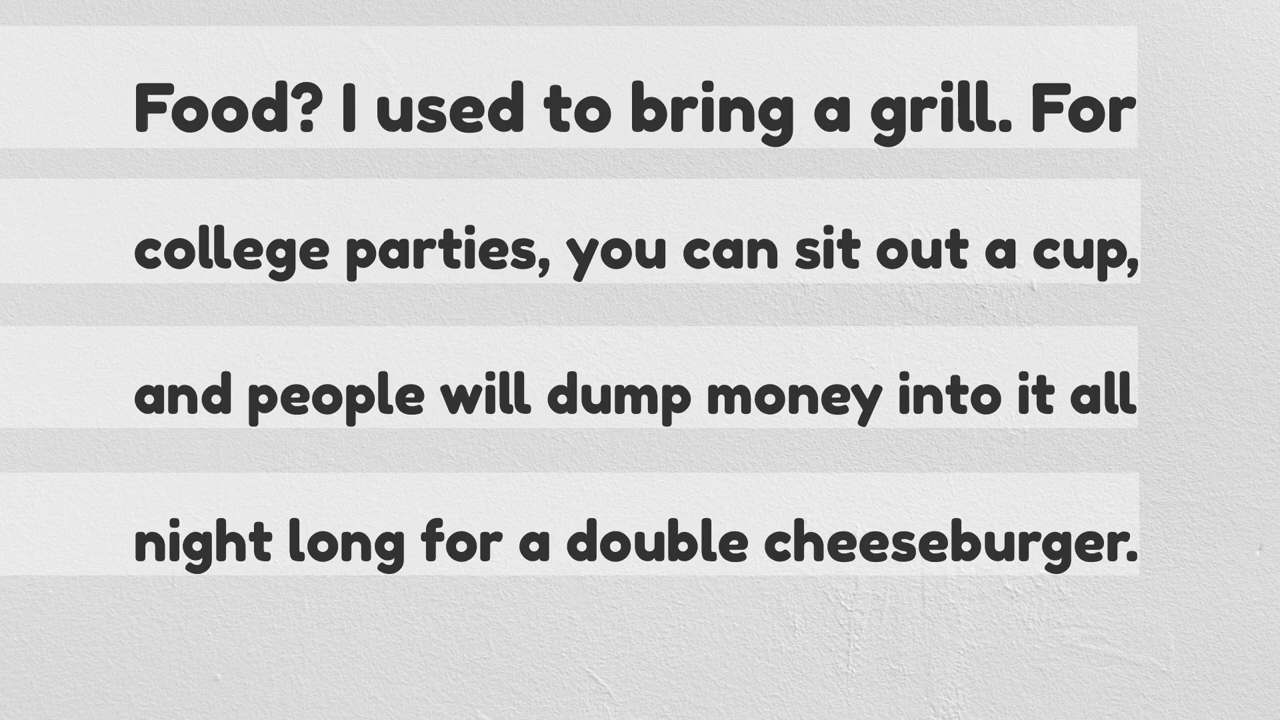 Food? I used to bring a grill. For
college parties, you can sit out a cup,
and people will dump money into it all
night long for a double cheeseburger.